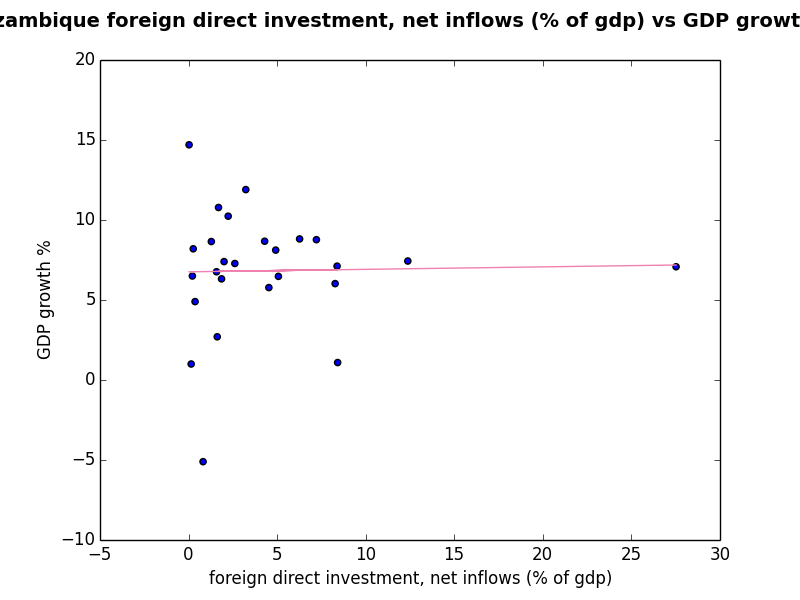 zambique foreign direct investment, net inflows (% of gdp) vs GDP growt
20
15
10
5
0
−5
−10
GDP growth %
−5 0 5 10 15 20 25 30
foreign direct investment, net inflows (% of gdp)